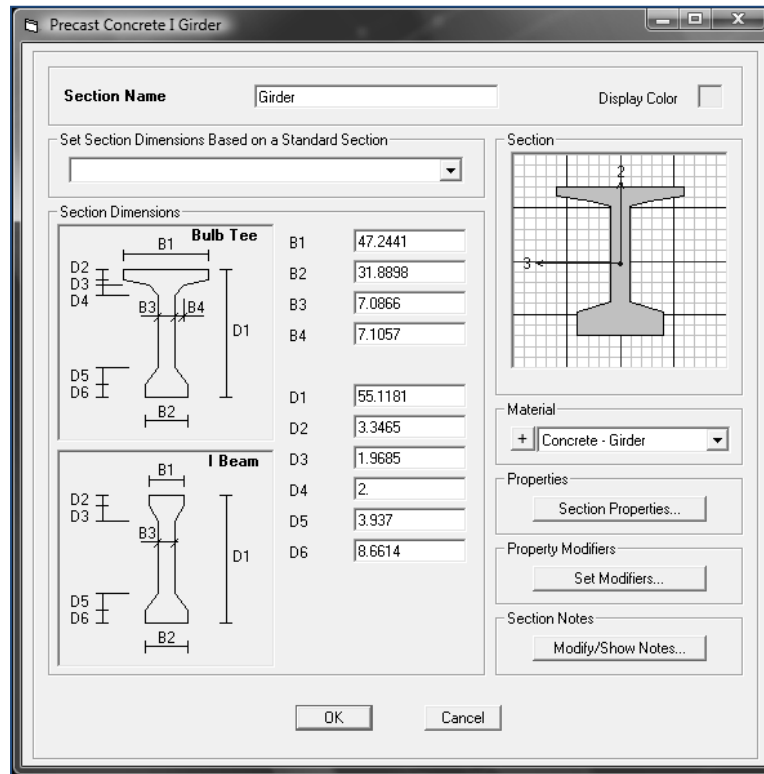 Precast Concrete I Girder
Section Name
Girder
Display Color
Set Section Dimensions Based on a Standard Section
Section
2
3
Section Dimensions
Bulb Tee
B1
D2
D3
D4
B3
B4
D1
D5
D6
B2
I Beam
B1
D2
D3
B3
D1
D5
D6
B2
B1 47.2441
B2 31.8898
B3 7.0866
B4 7.1057
D1 55.1181
D2 3.3465
D3 1.9685
D4 2.
D5 3.937
D6 8.6614
Material
+ Concrete - Girder
Properties
Section Properties...
Property Modifiers
Set Modifiers...
Section Notes
Modify/Show Notes...
OK
Cancel